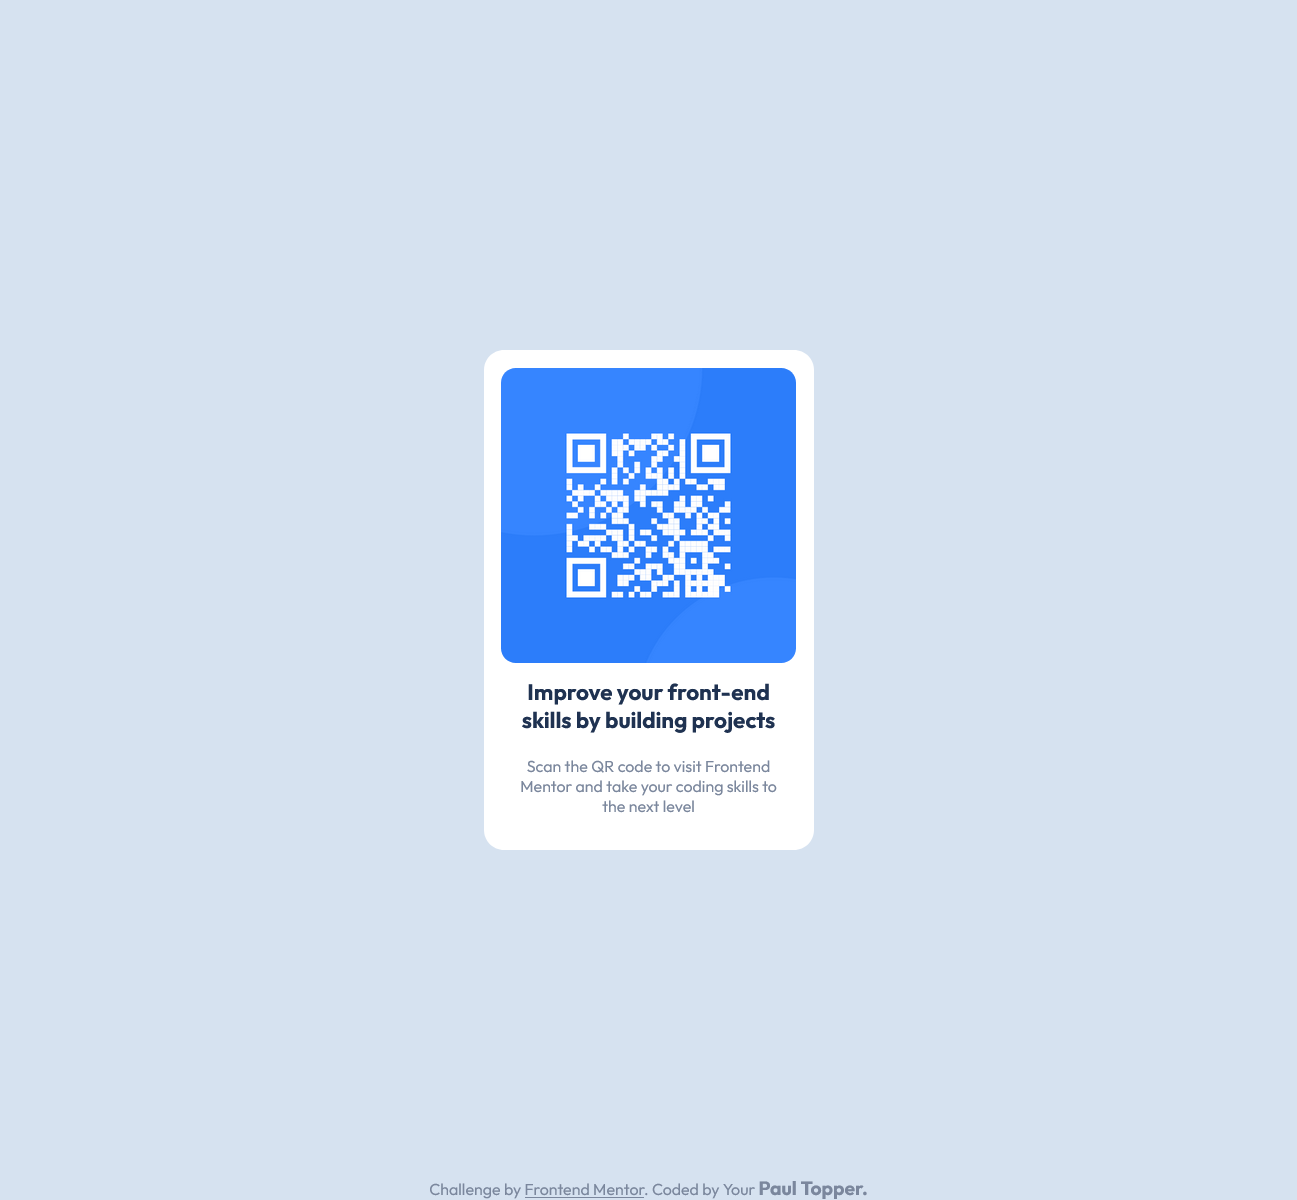 Improve your front-end
skills by building projects
Scan the QR code to visit Frontend
Mentor and take your coding skills to
the next level
Challenge by Frontend Mentor. Coded by Your Paul Topper.